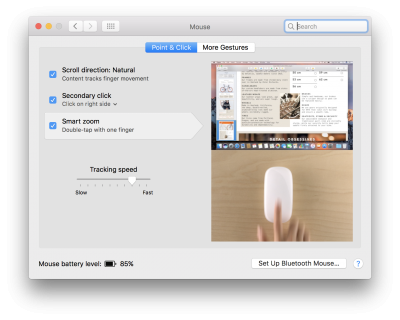 Mouse
Search
Point & Click
More Gestures
Scroll direction: Natural
Content tracks finger movement
Secondary click
Click on right side
Smart zoom
Double-tap with one finger
DETAIL OBSESSIONS
Tracking speed
Slow
Fast
Mouse battery level:
85%
Set Up Bluetooth Mouse...
?